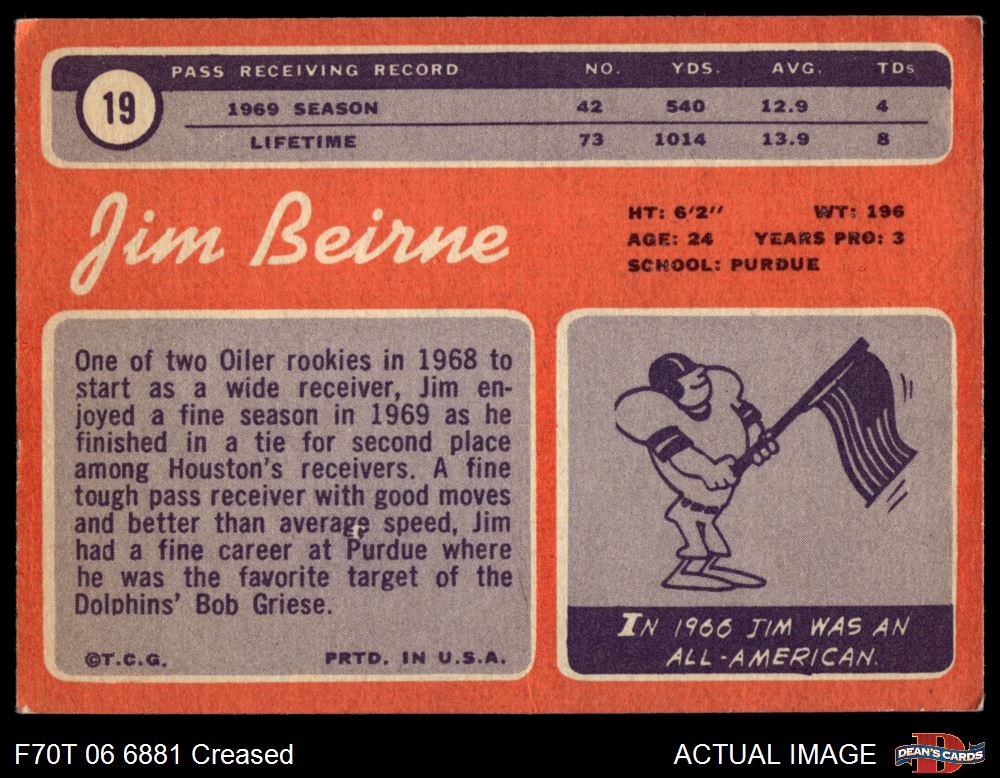 19
PASS RECEIVING RECORD NO. YDS. AVG. TDs
1969 SEASON 42 540 12.9 4
LIFETIME 73 1014 13.9 8
Jim Beirne
HT: 6'2'' WT: 196
AGE: 24 YEARS PRO: 3
SCHOOL: PURDUE
One of two Oiler rookies in 1968 to
start as a wide receiver, Jim en-
joyed a fine season in 1969 as he
finished in a tie for second place
among Houston's receivers. A fine
tough pass receiver with good moves
and better than average speed, Jim
had a fine career at Purdue where
he was the favorite target of the
Dolphins' Bob Griese.
©T.C.G. PRTD. IN U.S.A.
IN 1966 JIM WAS AN
ALL-AMERICAN.
F70T 06 6881 Creased
ACTUAL IMAGE
DEAN'S CARDS